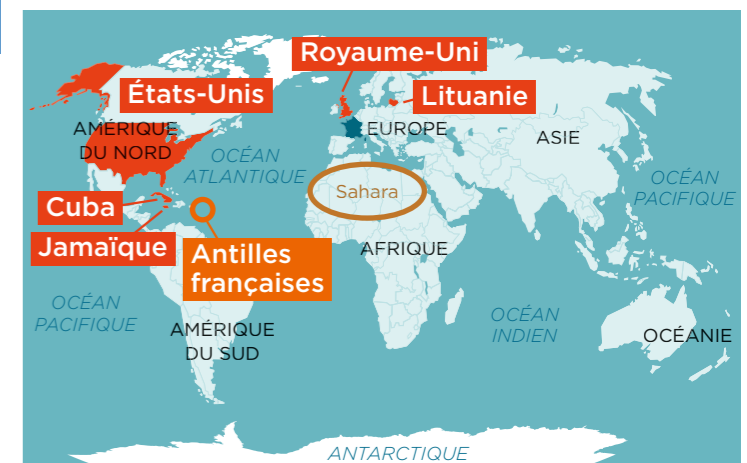 Royaume-Uni
États-Unis
Lituanie
AMÉRIQUE
DU NORD
EUROPE
ASIE
OCÉAN
ATLANTIQUE
OCÉAN
PACIFIQUE
Sahara
Cuba
Jamaïque
Antilles
françaises
AFRIQUE
OCÉAN
PACIFIQUE
OCÉAN
INDIEN
AMÉRIQUE
DU SUD
OCÉANIE
ANTARCTIQUE